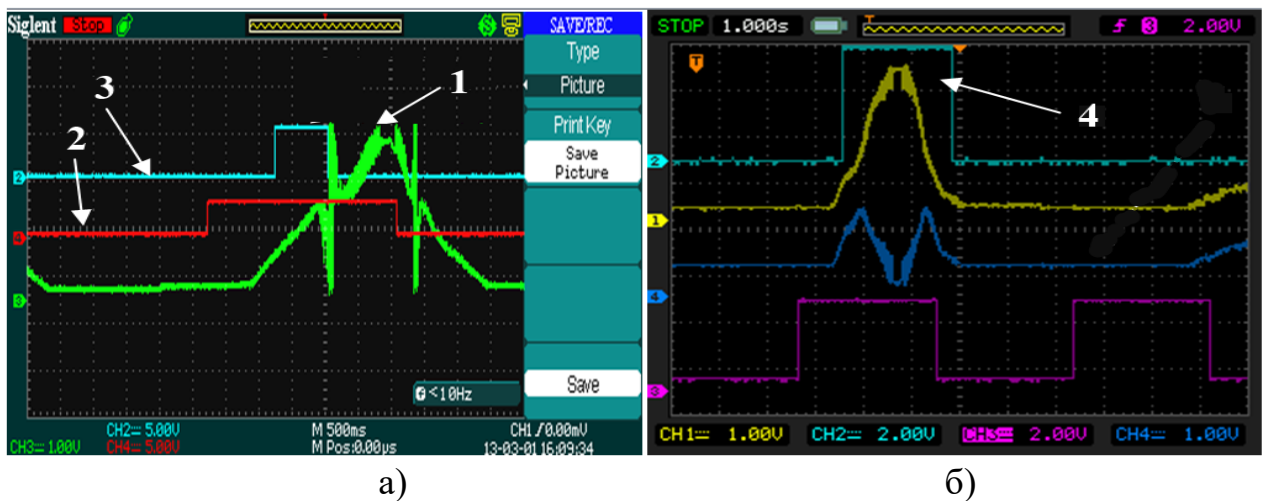 Siglent Stop SAVE/REC
Type
Picture
Print Key
Save
Picture
Save
1
3
2
2
4
3
<10Hz
CH2 5.00V M 500ms CH1 / 0.00mV
CH3 1.00V CH4 5.00V M Pos:0.00µs 13-03-01 16:09:34
STOP 1.000s T 3 2.00V
T
4
2
1
4
3
CH1 1.00V CH2 2.00V CH3 2.00V CH4 1.00V
а) б)